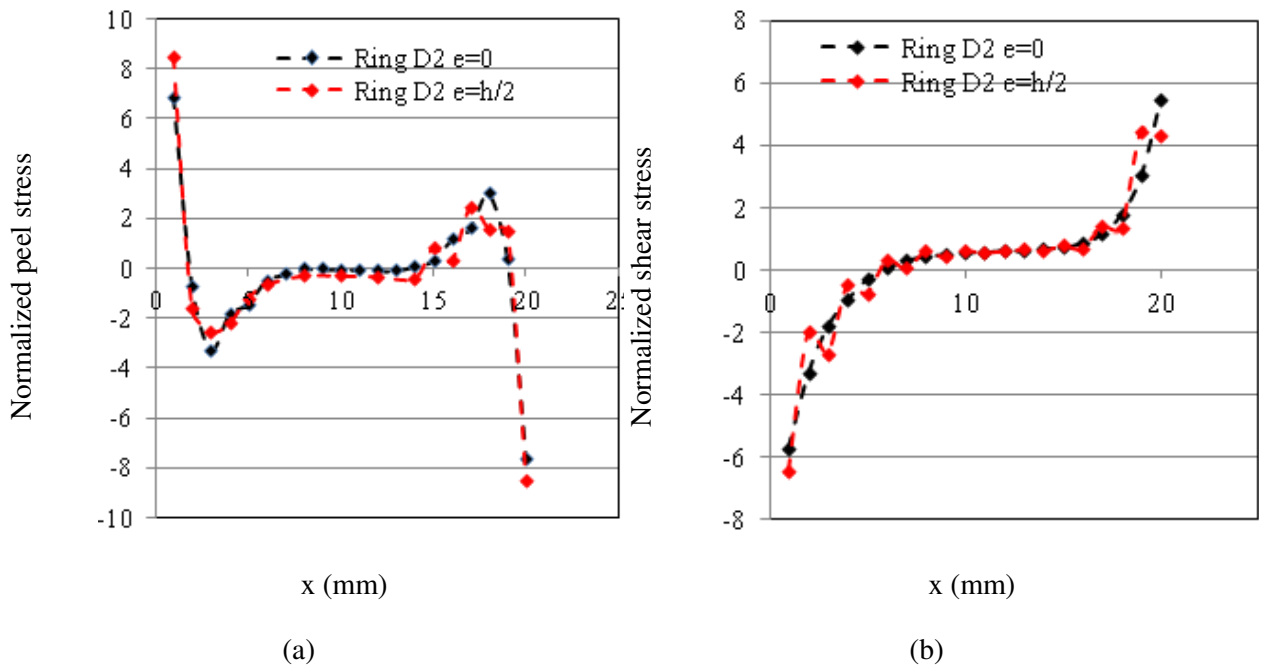 10
8
6
4
2
0
-2
-4
-6
-8
-10
0
5
10
15
20
25
Ring D2 e=0
Ring D2 e=h/2
Normalized peel stress
x (mm)
(a)
8
6
4
2
0
-2
-4
-6
-8
0
10
20
Ring D2 e=0
Ring D2 e=h/2
Normalized shear stress
x (mm)
(b)